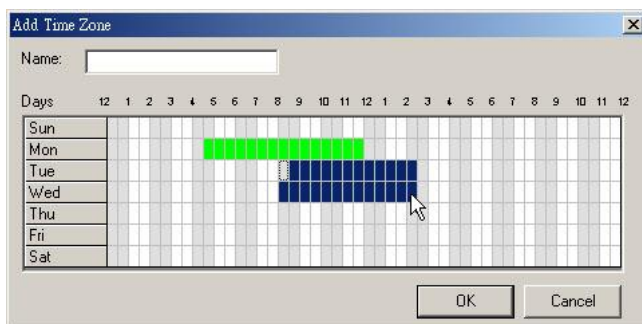 Add Time Zone
Name:
Days 12 1 2 3 4 5 6 7 8 9 10 11 12 1 2 3 4 5 6 7 8 9 10 11 12
Sun
Mon
Tue
Wed
Thu
Fri
Sat
OK Cancel